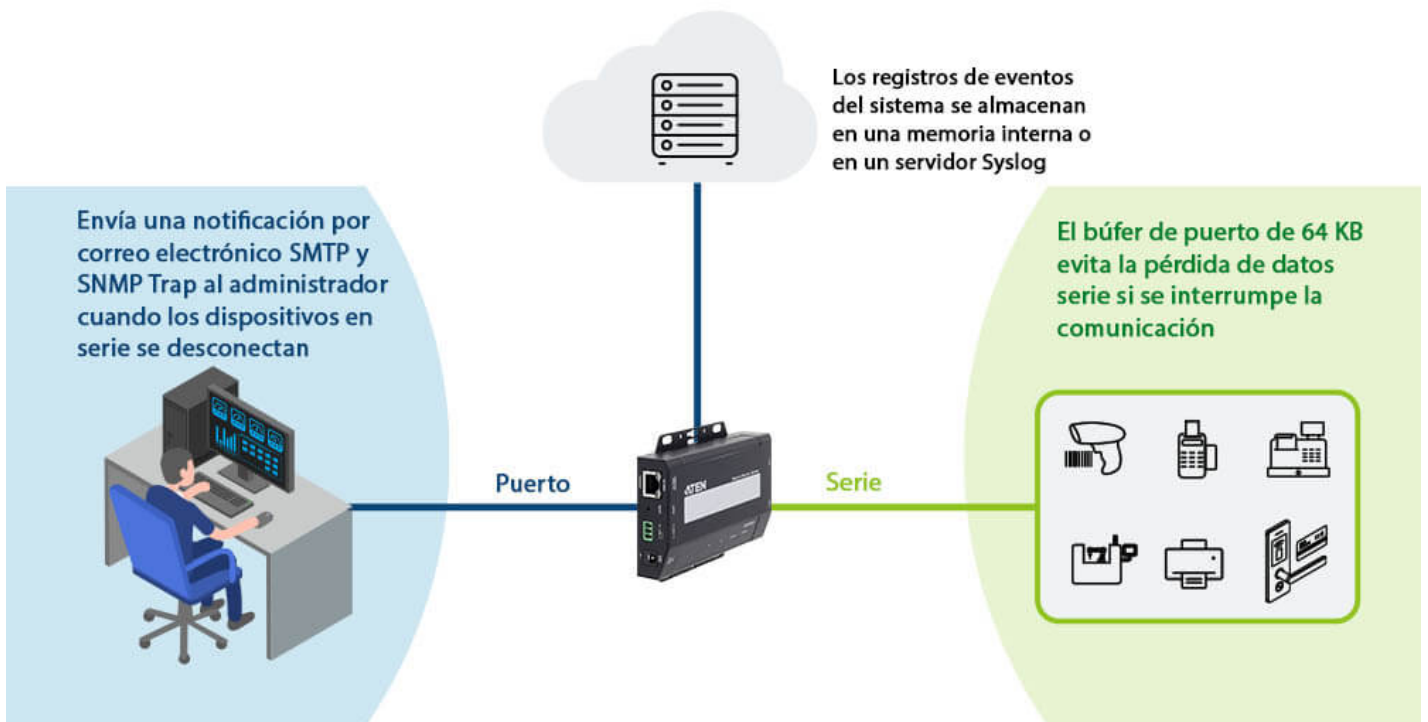 Los registros de eventos
del sistema se almacenan
en una memoria interna o
en un servidor Syslog
Envía una notificación por
correo electrónico SMTP y
SNMP Trap al administrador
cuando los dispositivos en
serie se desconectan
El búfer de puerto de 64 KB
evita la pérdida de datos
serie si se interrumpe la
comunicación
Puerto
ATEN
Serie